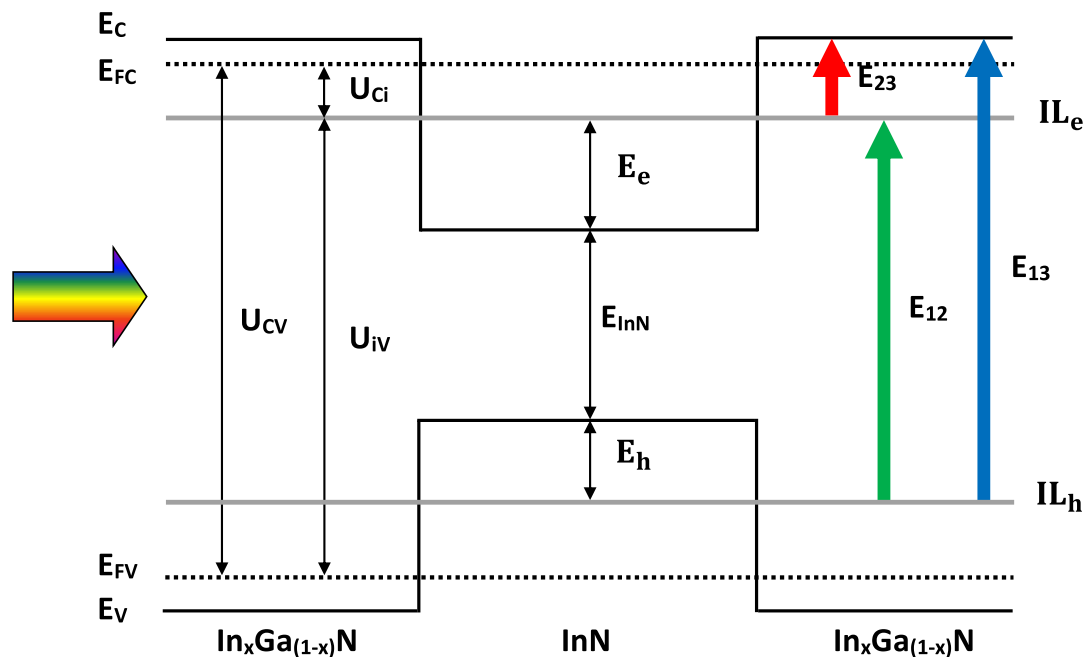 E_C
E_FC
U_Ci
E_23
IL_e
E_e
E_13
U_CV
U_iV
E_InN
E_12
E_h
IL_h
E_FV
E_V
In_xGa_(1-x)N
InN
In_xGa_(1-x)N